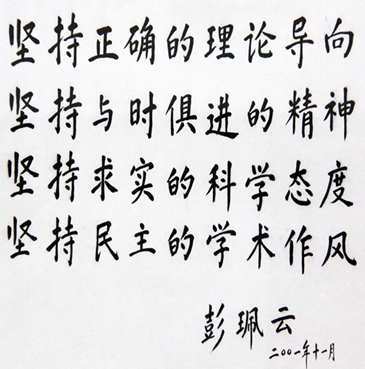 坚持正确的理论导向
坚持与时俱进的精神
坚持求实的科学态度
坚持民主的学术作风
彭珮云
二〇〇一年十一月